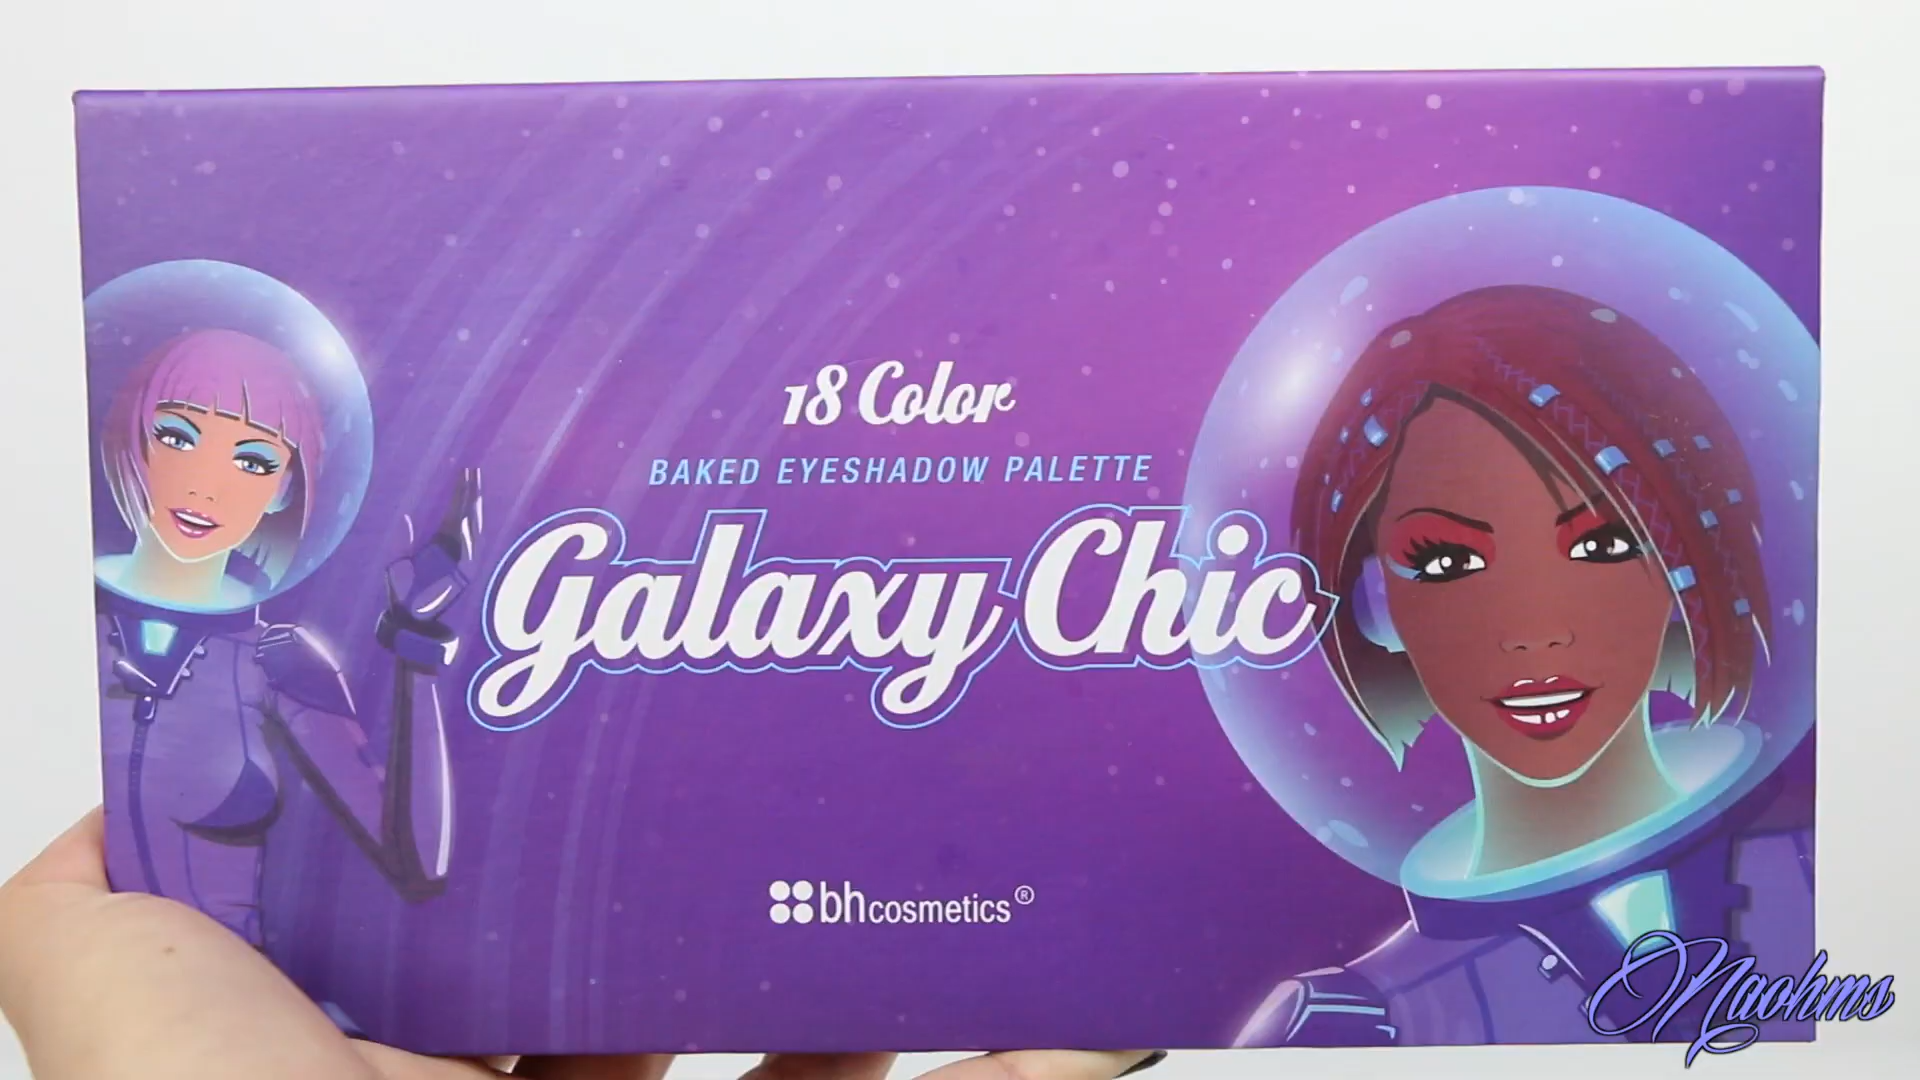 18 Color
BAKED EYESHADOW PALETTE
Galaxy Chic
bhcosmetics®
Naohms